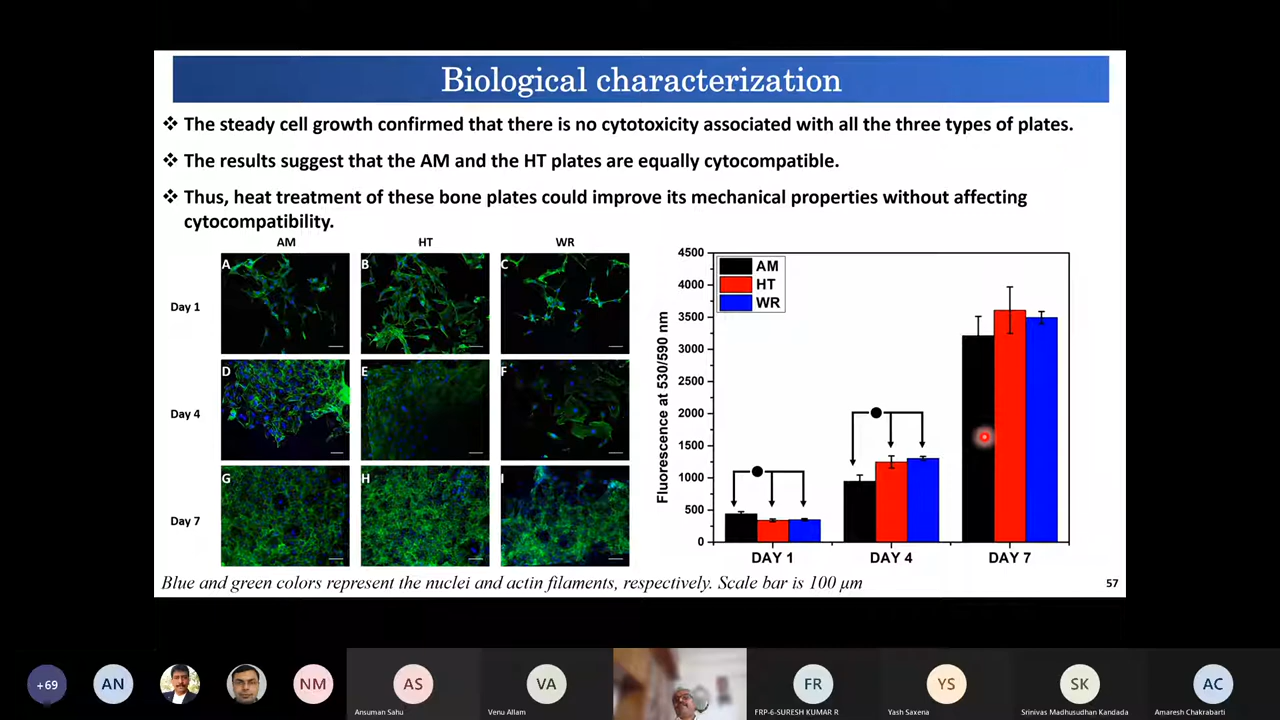 Biological characterization
❖ The steady cell growth confirmed that there is no cytotoxicity associated with all the three types of plates.
❖ The results suggest that the AM and the HT plates are equally cytocompatible.
❖ Thus, heat treatment of these bone plates could improve its mechanical properties without affecting
cytocompatibility.
AM HT WR
Day 1
A B C
Day 4
D E F
Day 7
G H I
Fluorescence at 530/590 nm
4500
4000
3500
3000
2500
2000
1500
1000
500
0
AM
HT
WR
DAY 1 DAY 4 DAY 7
Blue and green colors represent the nuclei and actin filaments, respectively. Scale bar is 100 μm
57
+69 AN NM AS VA FR YS SK AC
Ansuman Sahu Venu Allam FRP-6-SURESH KUMAR R Yash Saxena Srinivas Madhusudhan Kandada Amaresh Chakrabarti